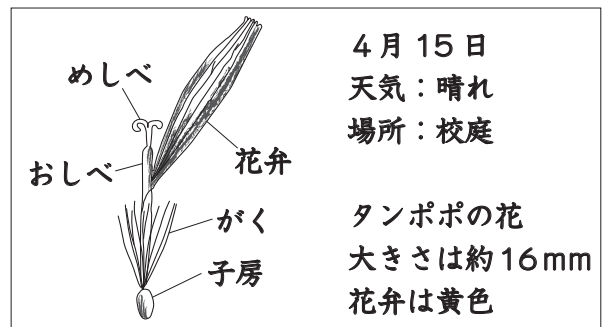 めしべ
おしべ
花弁
がく
子房
4月15日
天気：晴れ
場所：校庭
タンポポの花
大きさは約16mm
花弁は黄色